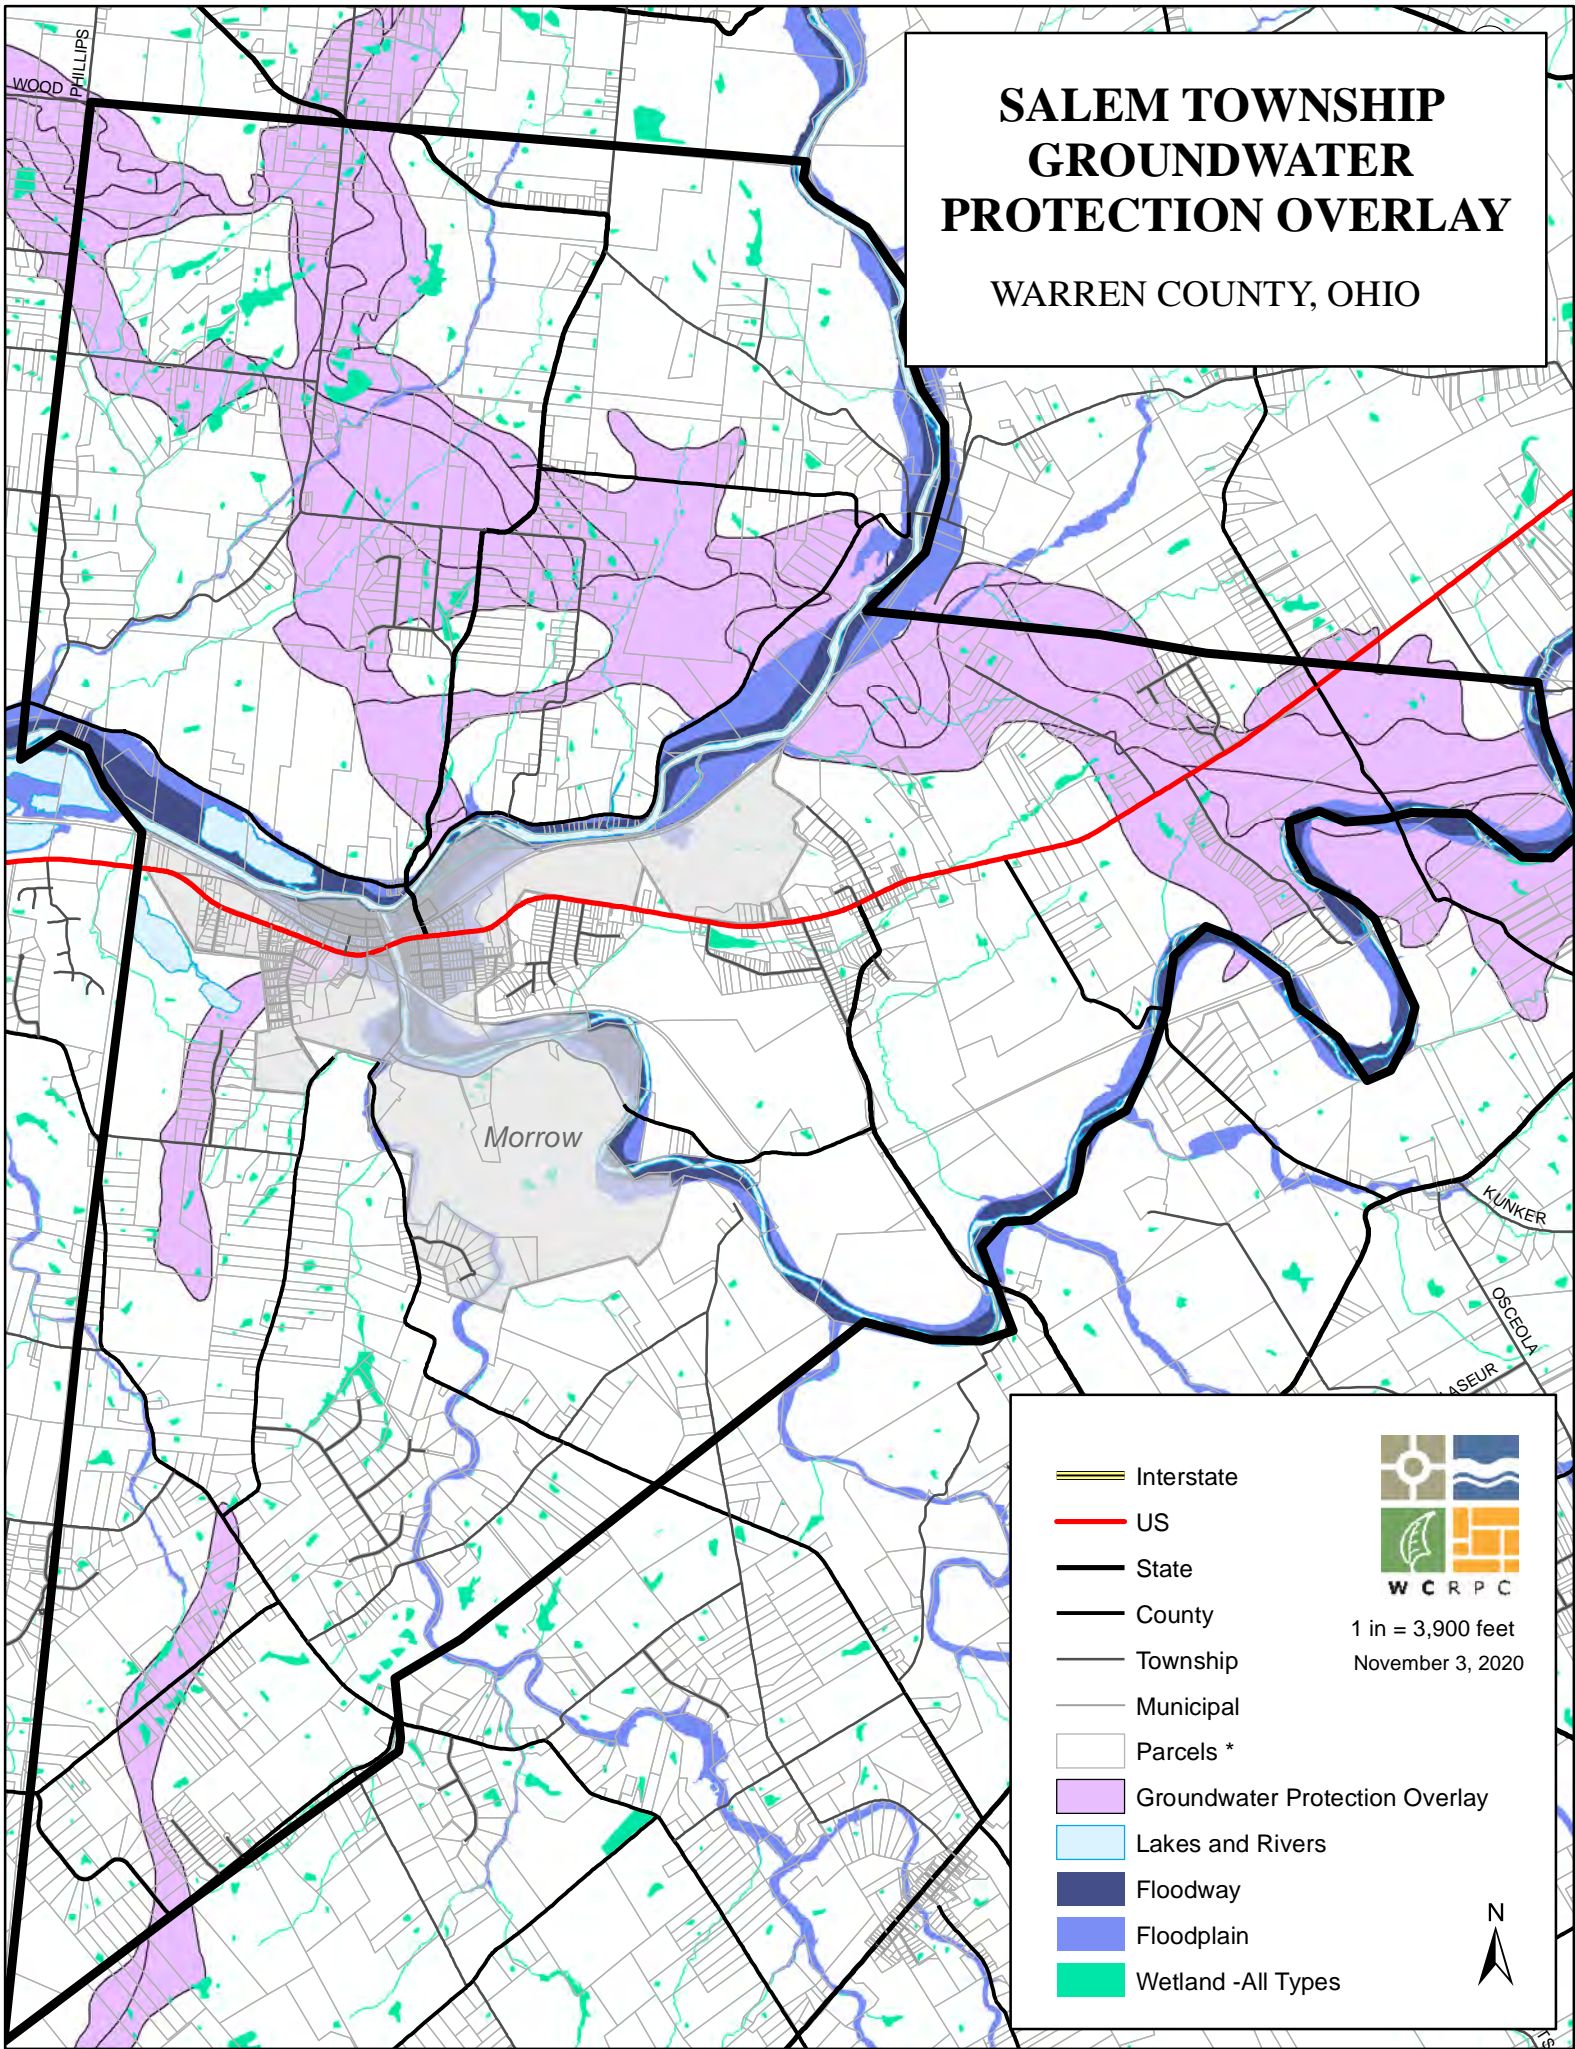 WOOD
PHILLIPS
SALEM TOWNSHIP
GROUNDWATER
PROTECTION OVERLAY
WARREN COUNTY, OHIO
Morrow
KUNKER
OSCEOLA
ASEUR
Interstate
US
State
County
Township
Municipal
Parcels *
Groundwater Protection Overlay
Lakes and Rivers
Floodway
Floodplain
Wetland -All Types
W C R P C
1 in = 3,900 feet
November 3, 2020
N